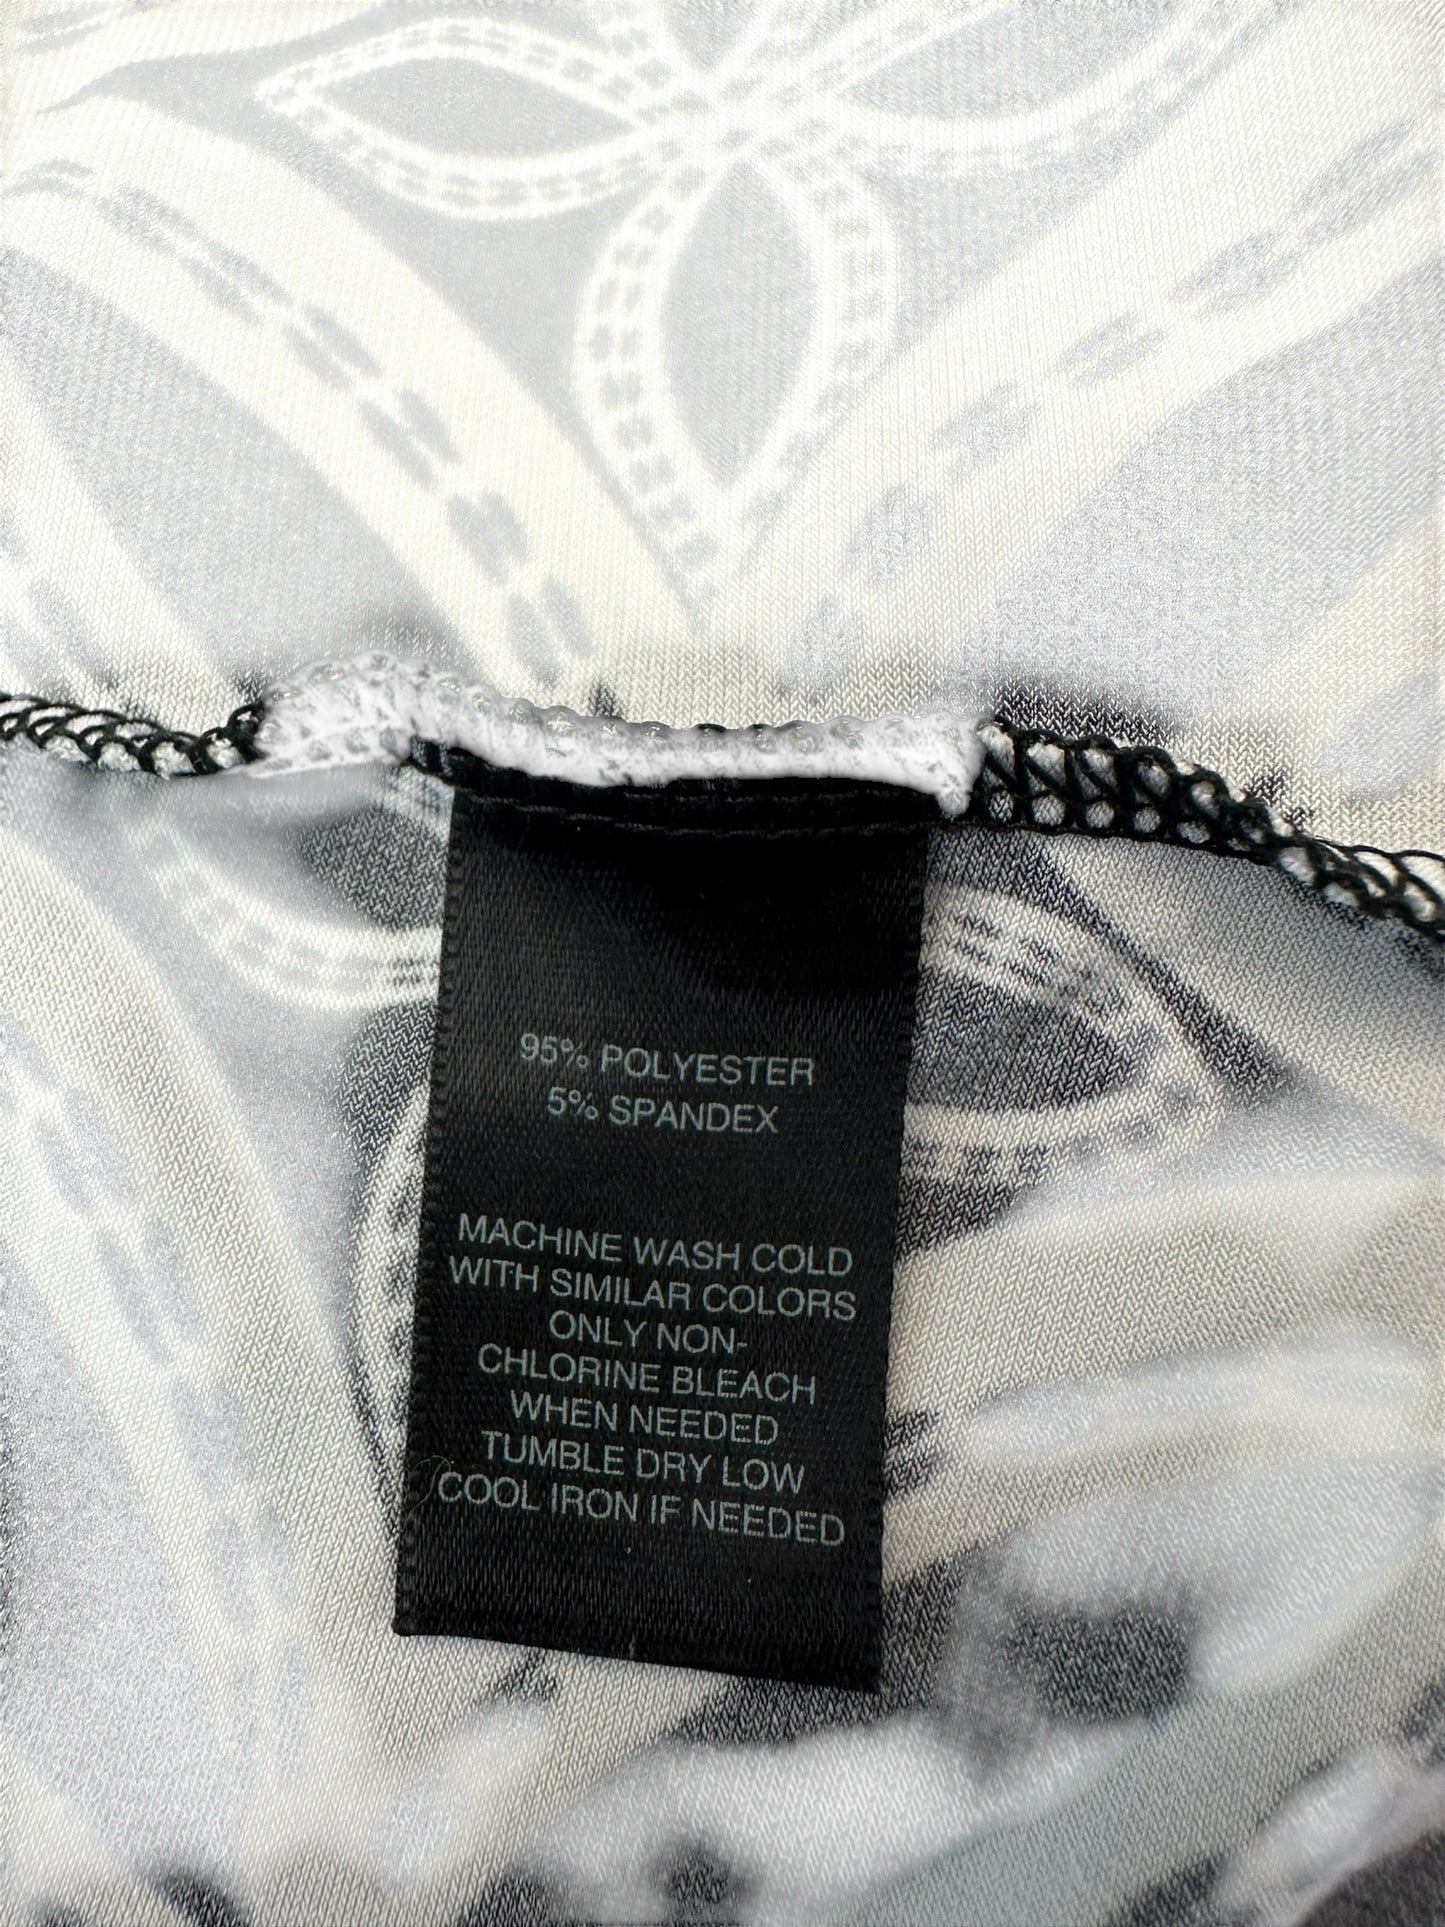 95% POLYESTER
5% SPANDEX
MACHINE WASH COLD
WITH SIMILAR COLORS
ONLY NON-
CHLORINE BLEACH
WHEN NEEDED
TUMBLE DRY LOW
COOL IRON IF NEEDED